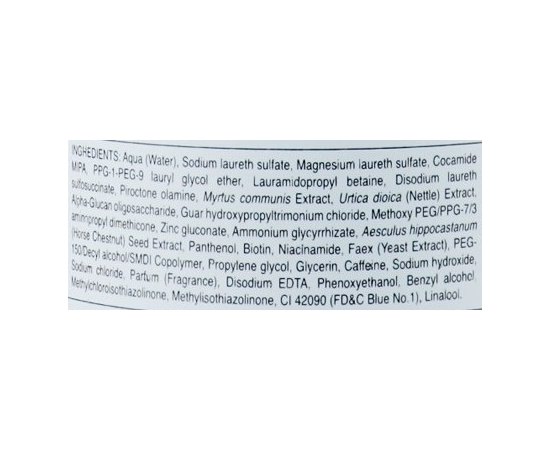 INGREDIENTS: Aqua (Water), Sodium laureth sulfate, Magnesium laureth sulfate, Cocamide
MIPA, PPG-1-PEG-9 lauryl glycol ether, Lauramidopropyl betaine, Disodium laureth
sulfosuccinate, Piroctone olamine, Myrtus communis Extract, Urtica dioica (Nettle) Extract,
Alpha-Glucan oligosaccharide, Guar hydroxypropyltrimonium chloride, Methoxy PEG/PPG-7/3
aminopropyl dimethicone, Zinc gluconate, Ammonium glycyrrhizate, Aesculus hippocastanum
(Horse Chestnut) Seed Extract, Panthenol, Biotin, Niacinamide, Faex (Yeast Extract), PEG-
150/Decyl alcohol/SMDI Copolymer, Propylene glycol, Glycerin, Caffeine, Sodium hydroxide,
Sodium chloride, Parfum (Fragrance), Disodium EDTA, Phenoxyethanol, Benzyl alcohol,
Methylchloroisothiazolinone, Methylisothiazolinone, CI 42090 (FD&C Blue No.1), Linalool.